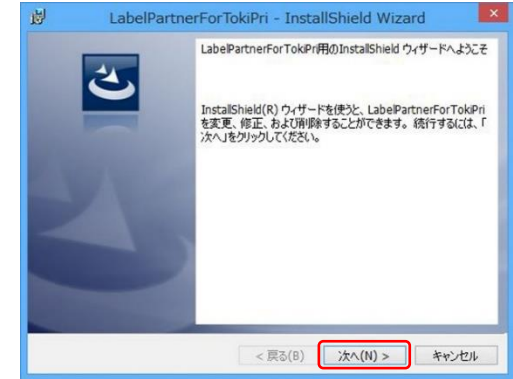 LabelPartnerForTokiPri - InstallShield Wizard
LabelPartnerForTokiPri用のInstallShield ウィザードへようこそ
InstallShield(R) ウィザードを使うと、LabelPartnerForTokiPri
を変更、修正、および削除することができます。続行するには、「
次へ」をクリックしてください。
< 戻る(B)
次へ(N) >
キャンセル